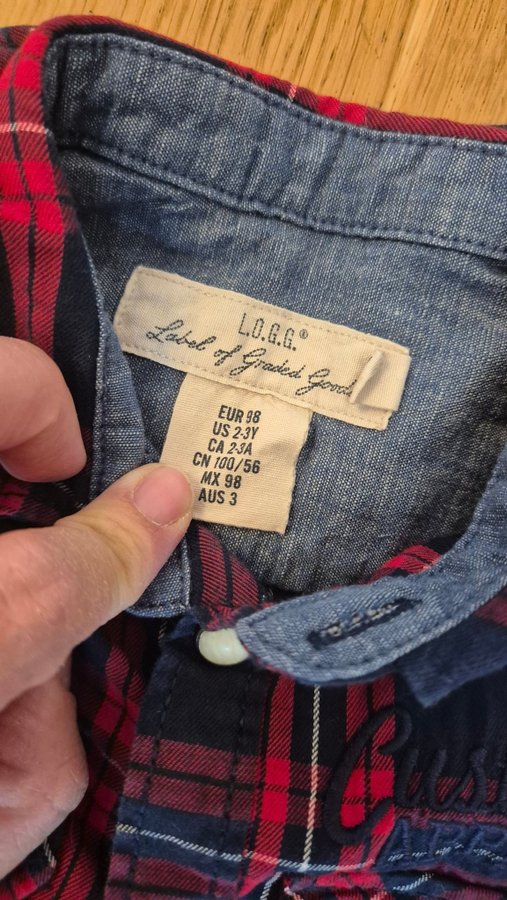 L.O.G.G.®
Label of Graded Goods
EUR 98
US 2-3Y
CA 2-3A
CN 100/56
MX 98
AUS 3